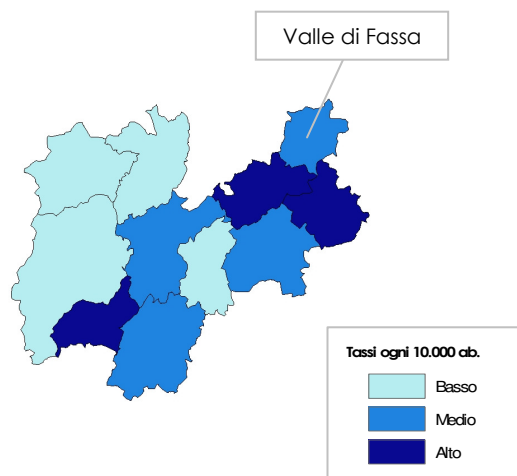 Valle di Fassa
Tassi ogni 10.000 ab.
Basso
Medio
Alto